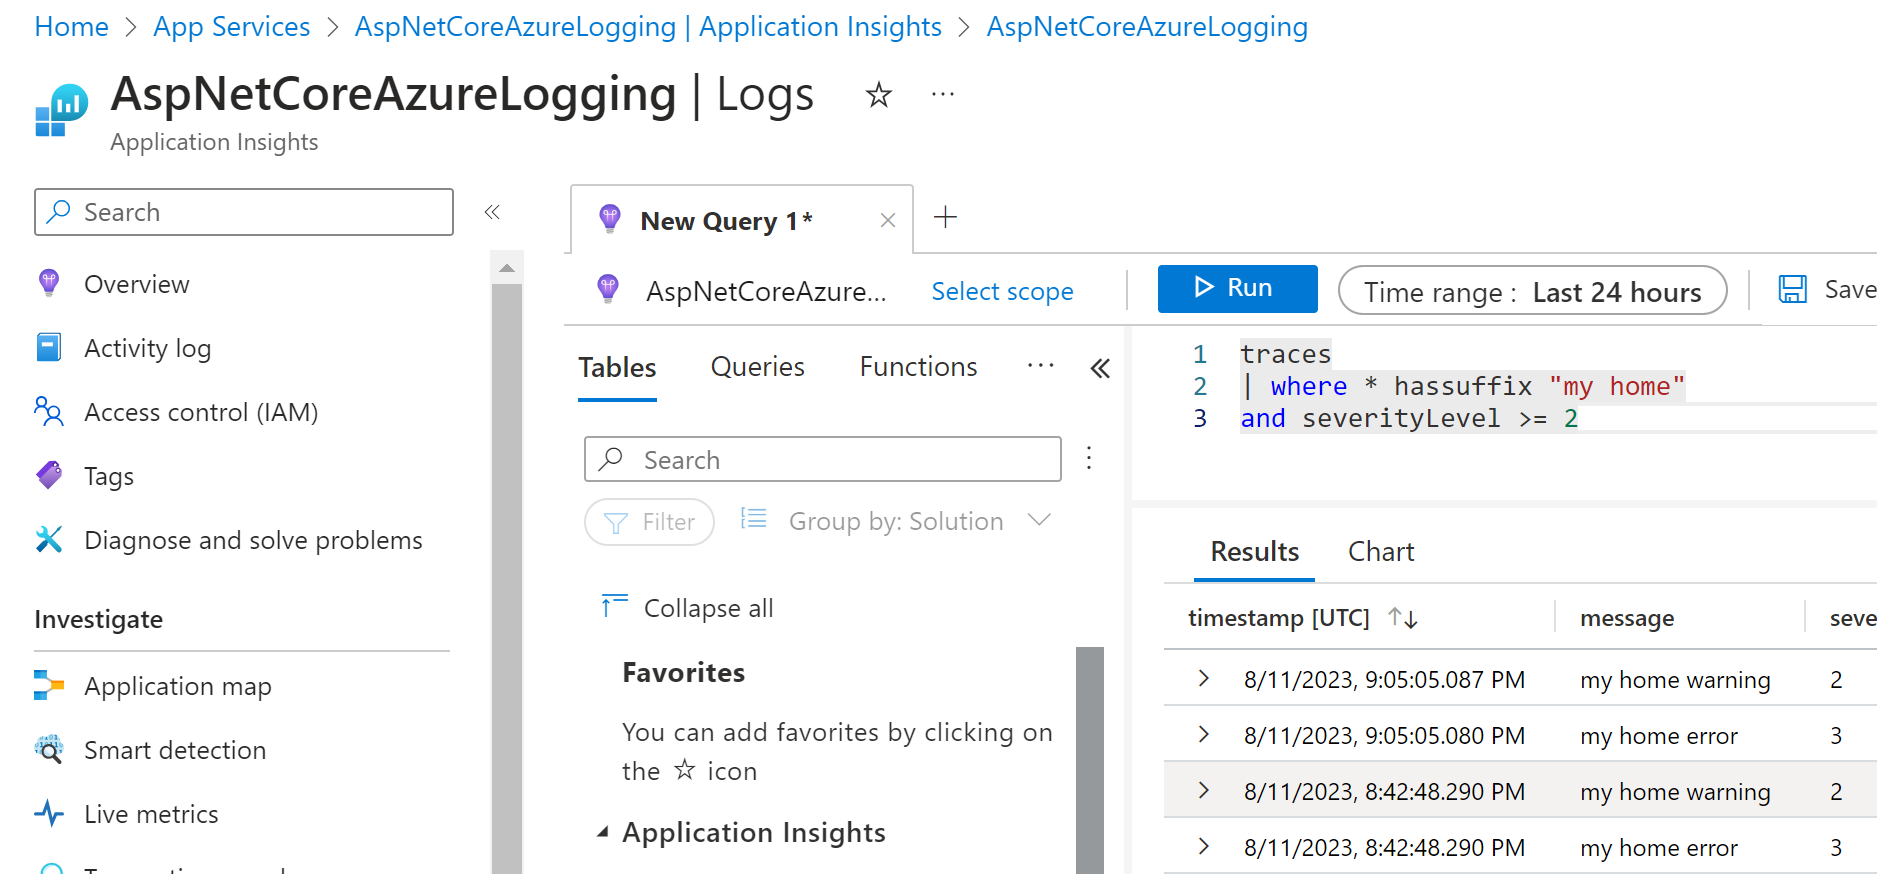 Home > App Services > AspNetCoreAzureLogging | Application Insights > AspNetCoreAzureLogging
AspNetCoreAzureLogging | Logs
Application Insights
Search
Overview
Activity log
Access control (IAM)
Tags
Diagnose and solve problems
Investigate
Application map
Smart detection
Live metrics
New Query 1*
AspNetCoreAzure...
Select scope
Run
Time range : Last 24 hours
Save
Tables
Queries
Functions
Search
Filter
Group by: Solution
Collapse all
Favorites
You can add favorites by clicking on
the ☆ icon
Application Insights
1 traces
2 | where * hassuffix "my home"
3 and severityLevel >= 2
Results
Chart
timestamp [UTC] message seve
8/11/2023, 9:05:05.087 PM my home warning 2
8/11/2023, 9:05:05.080 PM my home error 3
8/11/2023, 8:42:48.290 PM my home warning 2
8/11/2023, 8:42:48.290 PM my home error 3